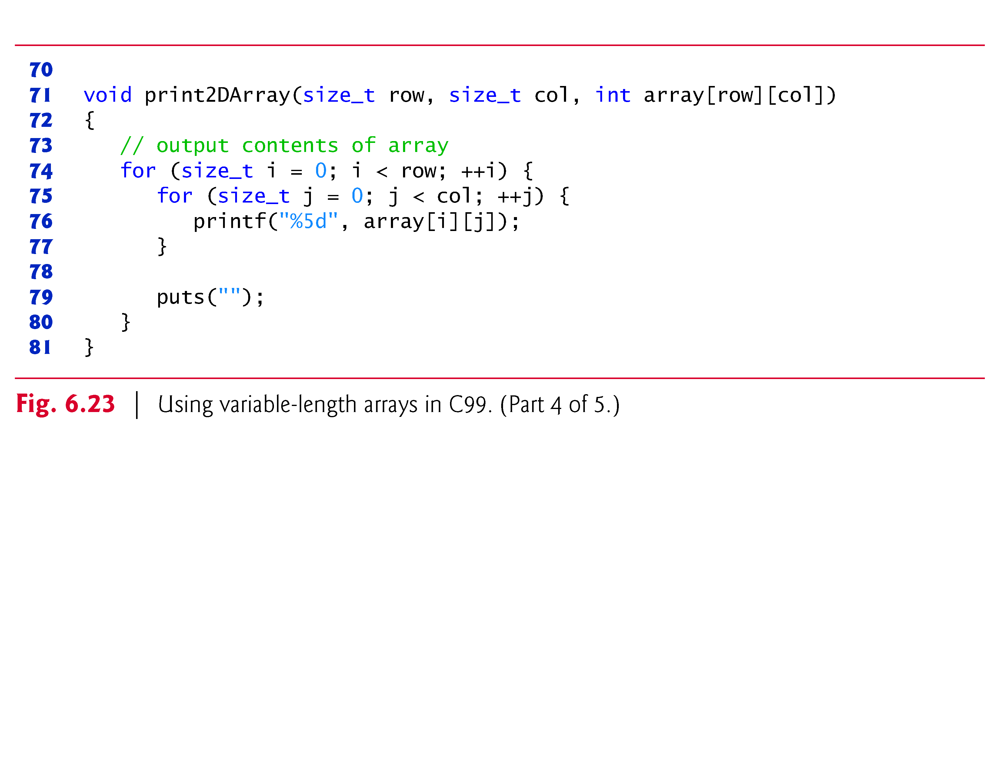 70
71 void print2DArray(size_t row, size_t col, int array[row][col])
72 {
73    // output contents of array
74    for (size_t i = 0; i < row; ++i) {
75       for (size_t j = 0; j < col; ++j) {
76          printf("%5d", array[i][j]);
77       }
78
79       puts("");
80    }
81 }
Fig. 6.23 | Using variable-length arrays in C99. (Part 4 of 5.)